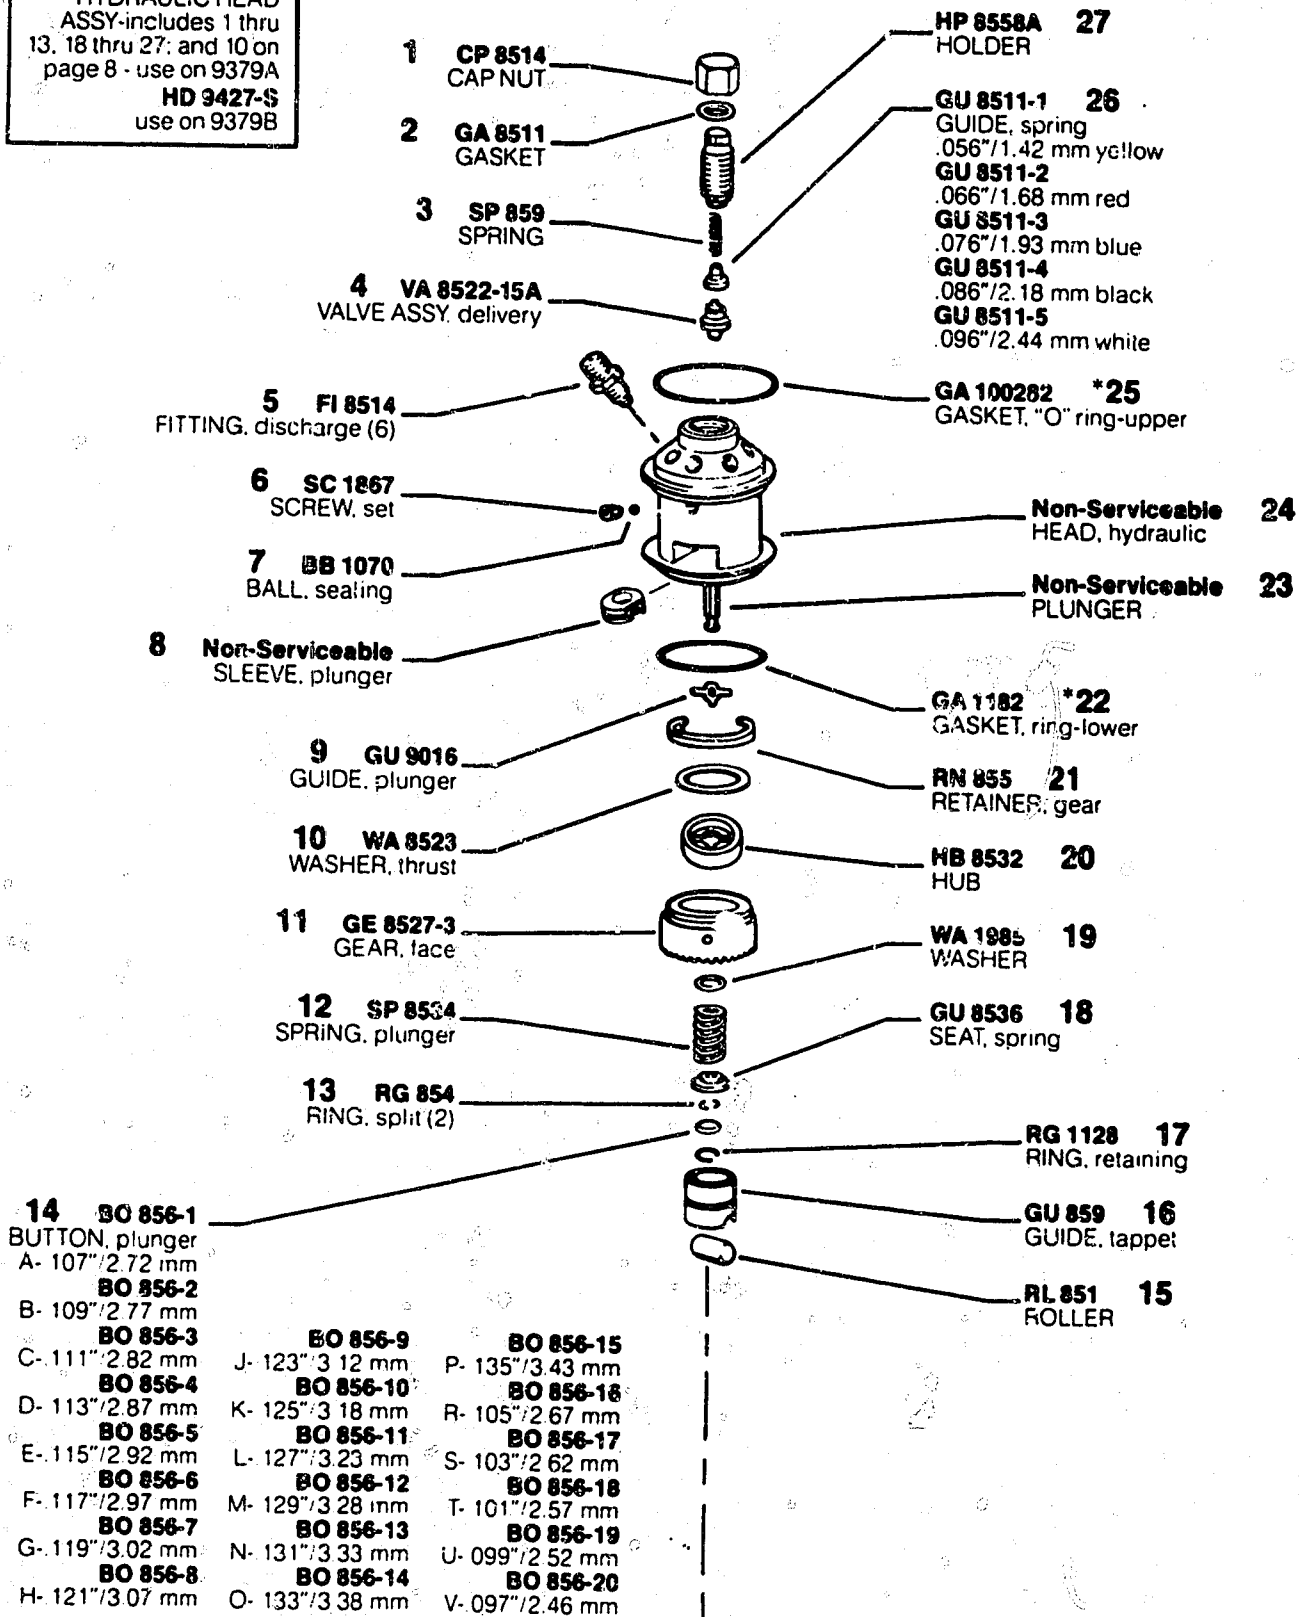 HYDRAULIC HEAD
ASSY-includes 1 thru
13, 18 thru 27; and 10 on
page 8 - use on 9379A
HD 9427-S
use on 9379B
1 CP 8514
CAP NUT
2 GA 8511
GASKET
3 SP 859
SPRING
4 VA 8522-15A
VALVE ASSY, delivery
5 FI 8514
FITTING, discharge (6)
6 SC 1867
SCREW, set
7 BB 1070
BALL, sealing
8 Non-Serviceable
SLEEVE, plunger
9 GU 9016
GUIDE, plunger
10 WA 8523
WASHER, thrust
11 GE 8527-3
GEAR, face
12 SP 8534
SPRING, plunger
13 RG 854
RING, split (2)
14 BO 856-1
BUTTON, plunger
A- 107"/2.72 mm
BO 856-2
B- 109"/2.77 mm
BO 856-3
C-.111"/2.82 mm
BO 856-4
D- 113"/2.87 mm
BO 856-5
E-.115"/2.92 mm
BO 856-6
F-.117"/2.97 mm
BO 856-7
G-.119"/3.02 mm
BO 856-8
H- 121"/3.07 mm
BO 856-9
J- 123"/3 12 mm
BO 856-10
K- 125"/3 18 mm
BO 856-11
L- 127"/3.23 mm
BO 856-12
M- 129"/3 28 mm
BO 856-13
N- 131"/3.33 mm
BO 856-14
O- 133"/3 38 mm
BO 856-15
P- 135"/3.43 mm
BO 856-16
R- 105"/2.67 mm
BO 856-17
S- 103"/2 62 mm
BO 856-18
T- 101"/2.57 mm
BO 856-19
U- 099"/2.52 mm
BO 856-20
V-.097"/2.46 mm
HP 8558A 27
HOLDER
GU 8511-1 26
GUIDE, spring
.056"/1.42 mm yellow
GU 8511-2
.066"/1.68 mm red
GU 8511-3
.076"/1.93 mm blue
GU 8511-4
.086"/2.18 mm black
GU 8511-5
.096"/2.44 mm white
GA 100282 *25
GASKET, "O" ring-upper
Non-Serviceable 24
HEAD, hydraulic
Non-Serviceable 23
PLUNGER
GA 1182 *22
GASKET, ring-lower
RN 855 21
RETAINER, gear
HB 8532 20
HUB
WA 1985 19
WASHER
GU 8536 18
SEAT, spring
RG 1128 17
RING, retaining
GU 859 16
GUIDE, tappet
RL 851 15
ROLLER